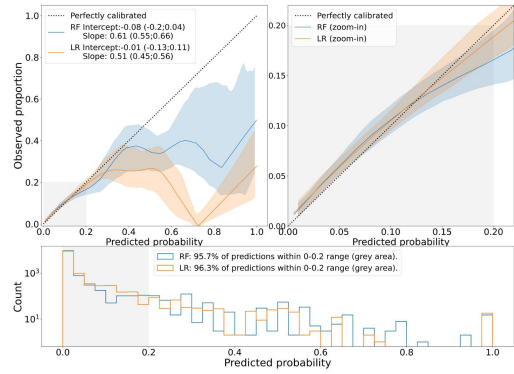 Perfectly calibrated
RF Intercept:-0.08 (-0.2;0.04)
Slope: 0.61 (0.55;0.66)
LR Intercept:-0.01 (-0.13;0.11)
Slope: 0.51 (0.45;0.56)
1.0
0.8
0.6
0.4
0.2
0.0
Observed proportion
0.0 0.2 0.4 0.6 0.8 1.0
Predicted probability
Perfectly calibrated
RF (zoom-in)
LR (zoom-in)
0.20
0.15
0.10
0.05
0.00
0.00 0.05 0.10 0.15 0.20
Predicted probability
RF: 95.7% of predictions within 0-0.2 range (grey area).
LR: 96.3% of predictions within 0-0.2 range (grey area).
10³
10¹
Count
0.0 0.2 0.4 0.6 0.8 1.0
Predicted probability